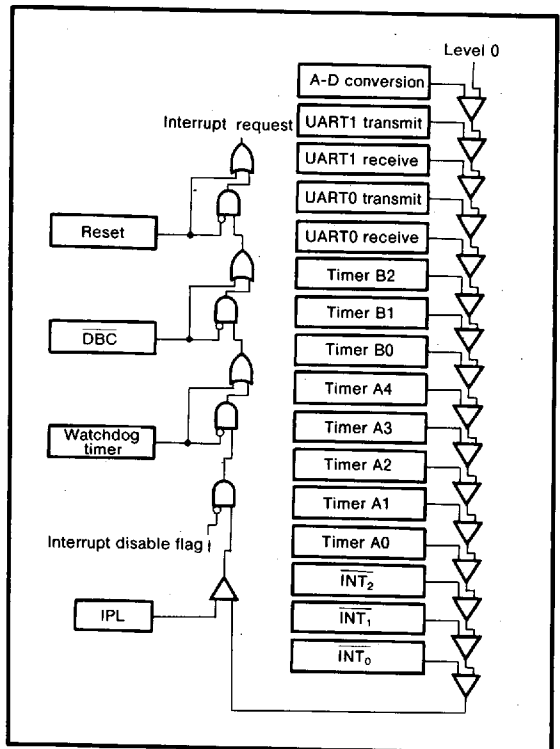 Level 0
A-D conversion
Interrupt request
UART1 transmit
UART1 receive
UART0 transmit
Reset
UART0 receive
Timer B2
Timer B1
DBC
Timer B0
Timer A4
Timer A3
Watchdog
timer
Timer A2
Timer A1
Interrupt disable flag I
Timer A0
INT2
IPL
INT1
INT0